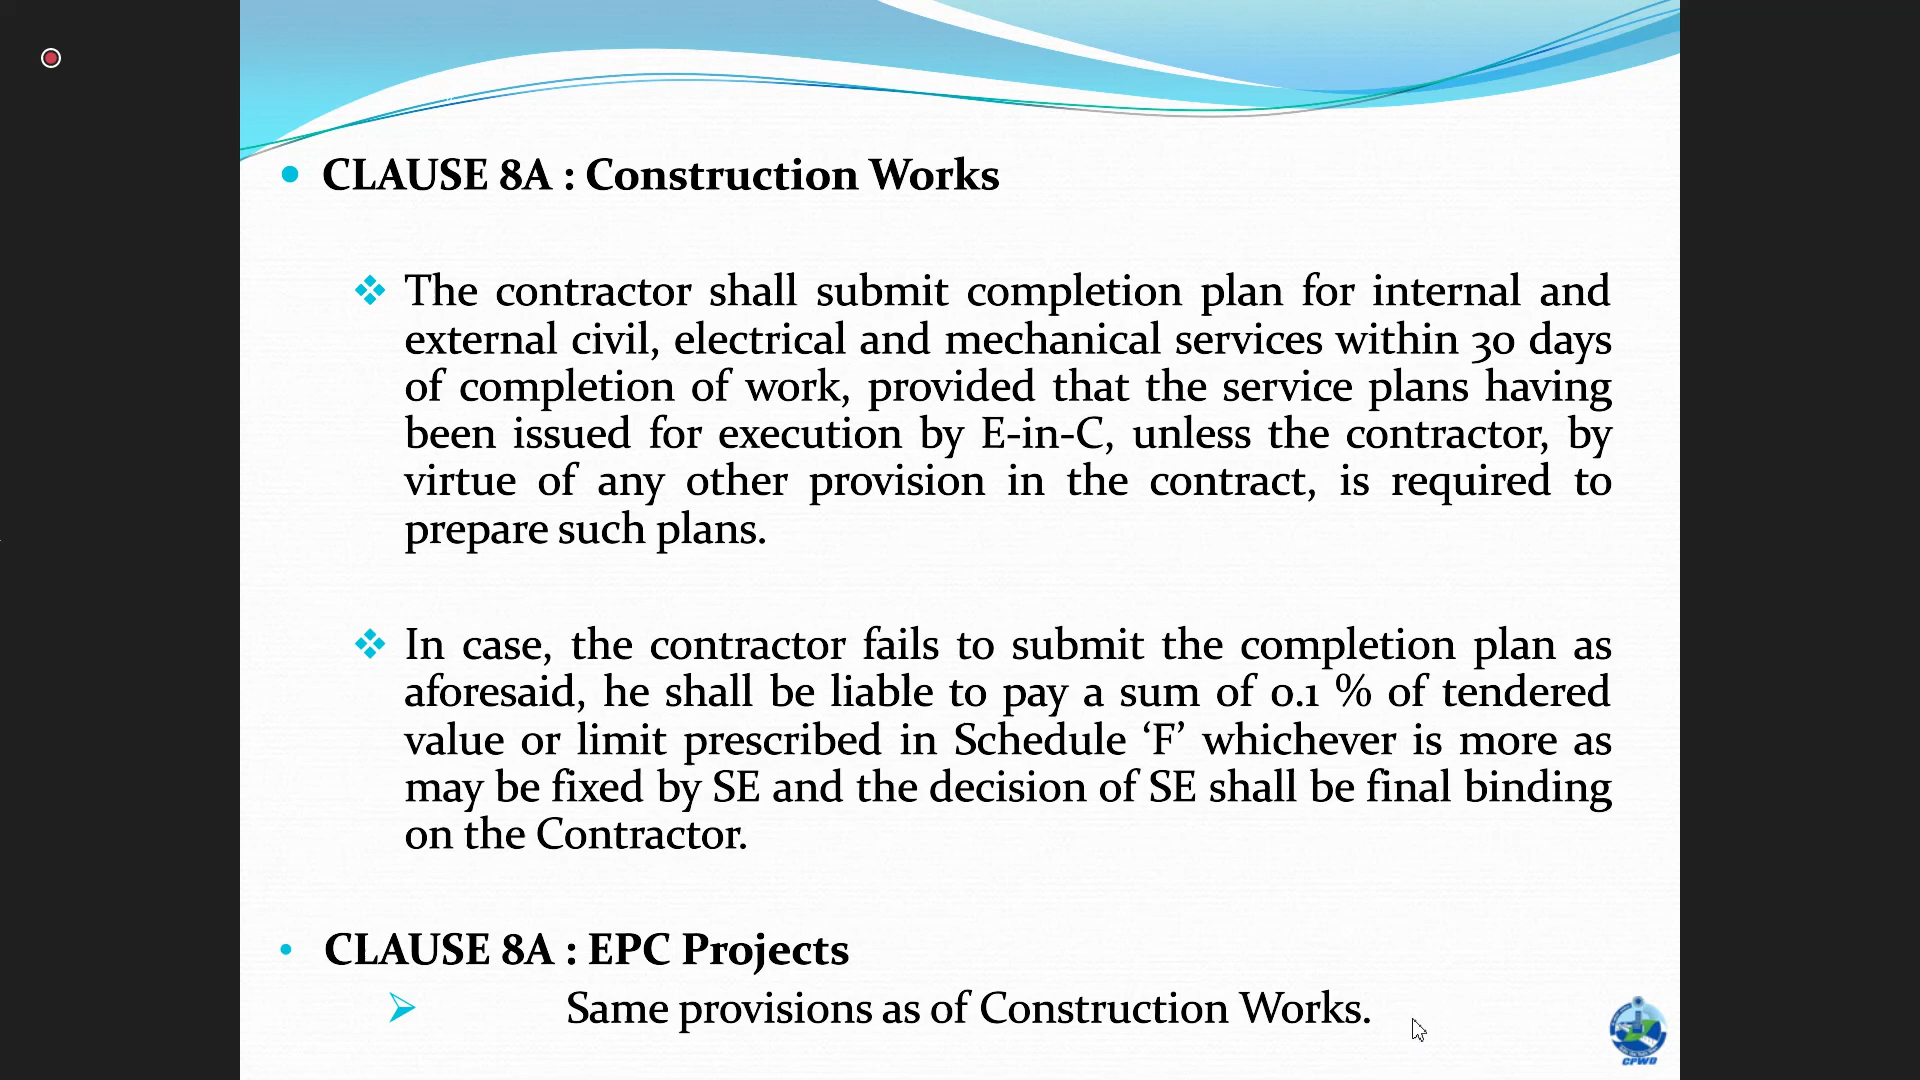 CLAUSE 8A : Construction Works
The contractor shall submit completion plan for internal and
external civil, electrical and mechanical services within 30 days
of completion of work, provided that the service plans having
been issued for execution by E-in-C, unless the contractor, by
virtue of any other provision in the contract, is required to
prepare such plans.
In case, the contractor fails to submit the completion plan as
aforesaid, he shall be liable to pay a sum of 0.1 % of tendered
value or limit prescribed in Schedule ‘F’ whichever is more as
may be fixed by SE and the decision of SE shall be final binding
on the Contractor.
CLAUSE 8A : EPC Projects
Same provisions as of Construction Works.
CPWD